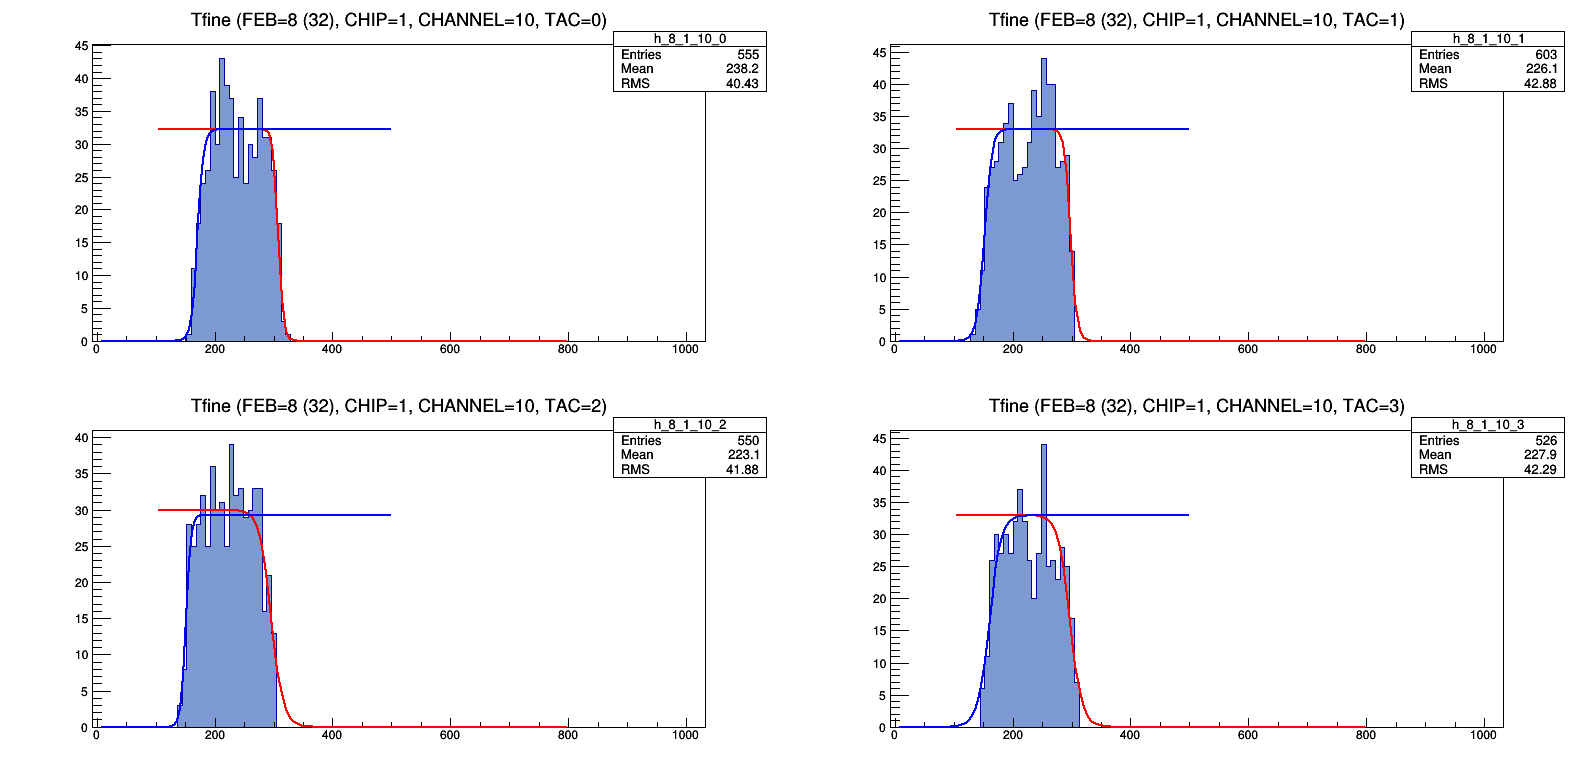 Tfine (FEB=8 (32), CHIP=1, CHANNEL=10, TAC=0)
h_8_1_10_0
Entries 555
Mean 238.2
RMS 40.43
45
40
35
30
25
20
15
10
5
0
0 200 400 600 800 1000
Tfine (FEB=8 (32), CHIP=1, CHANNEL=10, TAC=1)
h_8_1_10_1
Entries 603
Mean 226.1
RMS 42.88
45
40
35
30
25
20
15
10
5
0
0 200 400 600 800 1000
Tfine (FEB=8 (32), CHIP=1, CHANNEL=10, TAC=2)
h_8_1_10_2
Entries 550
Mean 223.1
RMS 41.88
40
35
30
25
20
15
10
5
0
0 200 400 600 800 1000
Tfine (FEB=8 (32), CHIP=1, CHANNEL=10, TAC=3)
h_8_1_10_3
Entries 526
Mean 227.9
RMS 42.29
45
40
35
30
25
20
15
10
5
0
0 200 400 600 800 1000